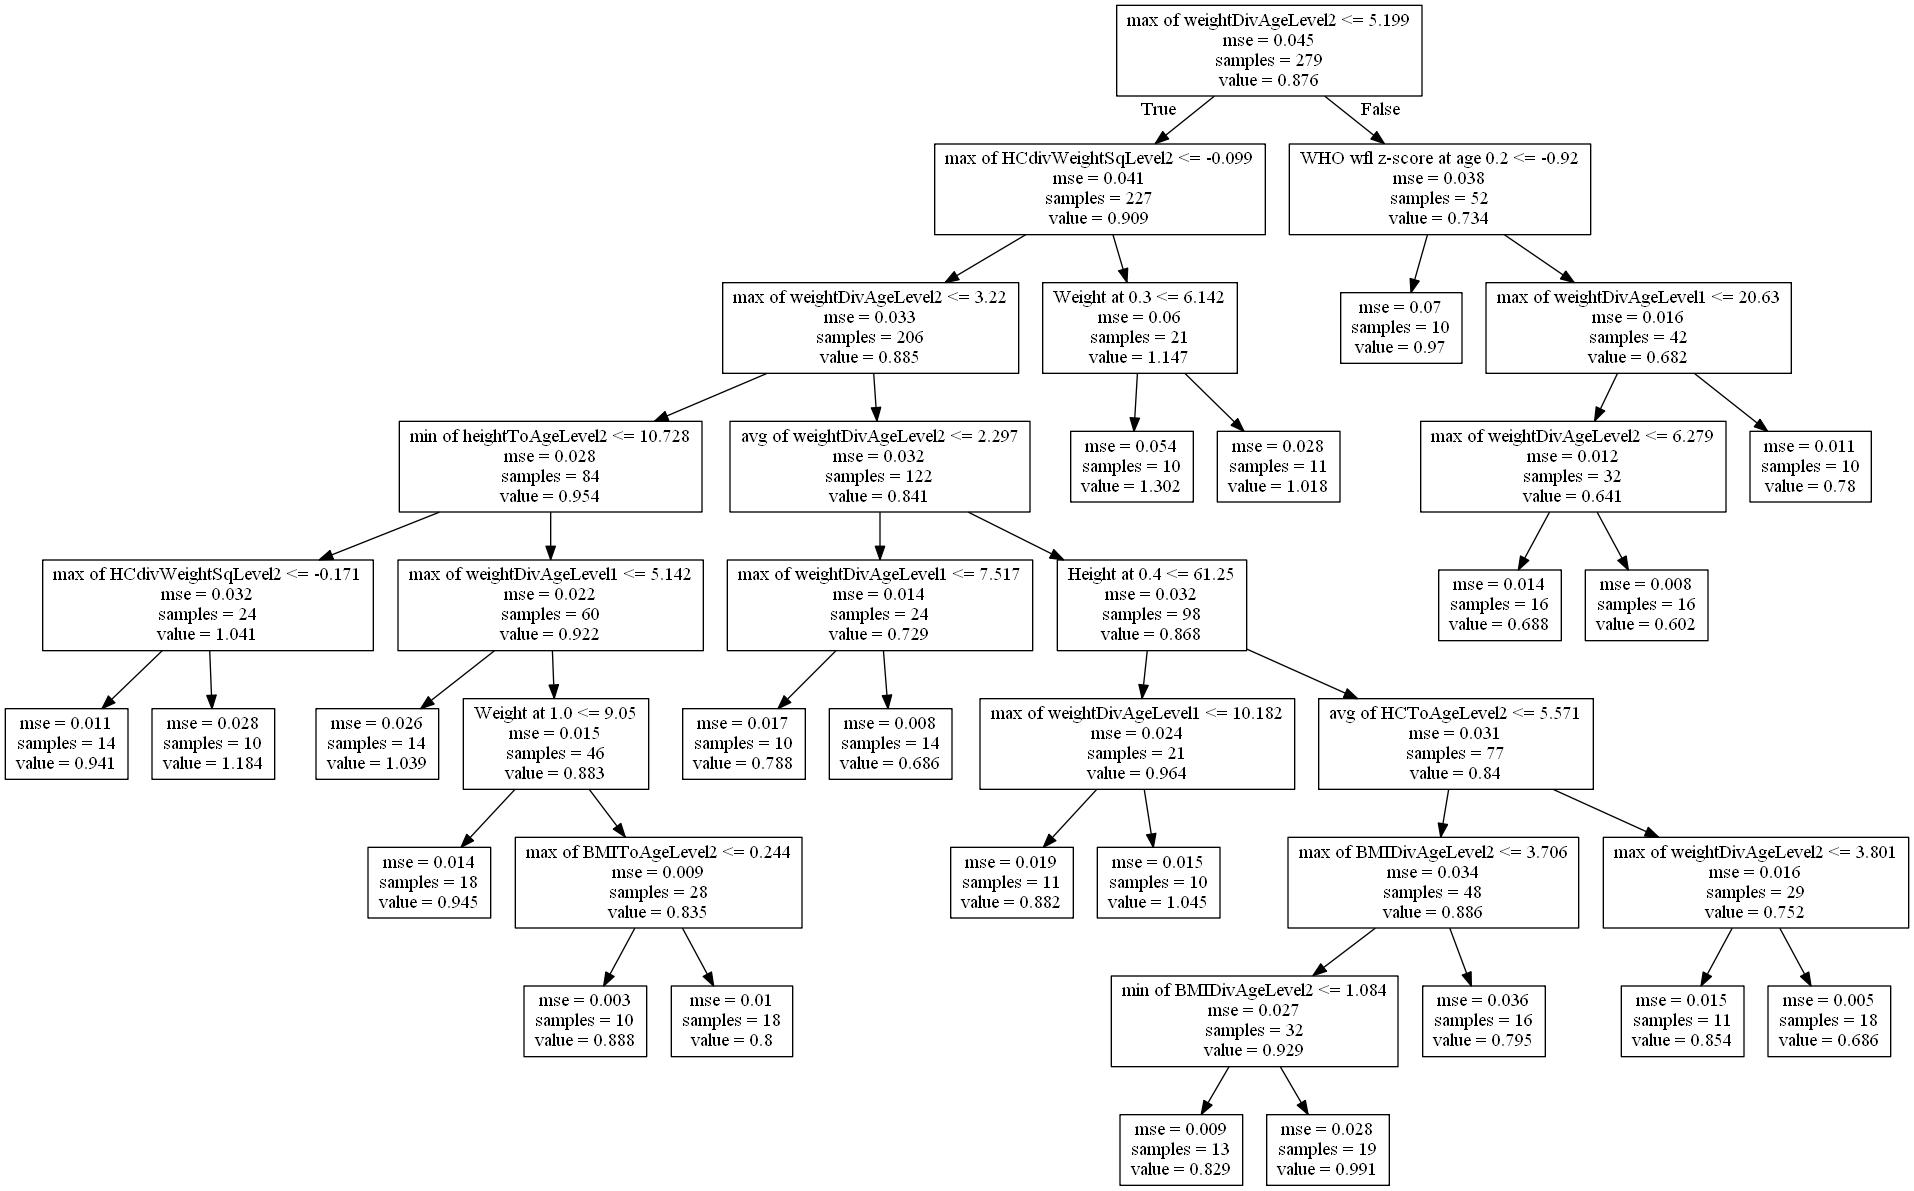 max of weightDivAgeLevel2 <= 5.199
mse = 0.045
samples = 279
value = 0.876
True
False
max of HCdivWeightSqLevel2 <= -0.099
mse = 0.041
samples = 227
value = 0.909
WHO wfl z-score at age 0.2 <= -0.92
mse = 0.038
samples = 52
value = 0.734
max of weightDivAgeLevel2 <= 3.22
mse = 0.033
samples = 206
value = 0.885
Weight at 0.3 <= 6.142
mse = 0.06
samples = 21
value = 1.147
mse = 0.07
samples = 10
value = 0.97
max of weightDivAgeLevel1 <= 20.63
mse = 0.016
samples = 42
value = 0.682
min of heightToAgeLevel2 <= 10.728
mse = 0.028
samples = 84
value = 0.954
avg of weightDivAgeLevel2 <= 2.297
mse = 0.032
samples = 122
value = 0.841
mse = 0.054
samples = 10
value = 1.302
mse = 0.028
samples = 11
value = 1.018
max of weightDivAgeLevel2 <= 6.279
mse = 0.012
samples = 32
value = 0.641
mse = 0.011
samples = 10
value = 0.78
max of HCdivWeightSqLevel2 <= -0.171
mse = 0.032
samples = 24
value = 1.041
max of weightDivAgeLevel1 <= 5.142
mse = 0.022
samples = 60
value = 0.922
max of weightDivAgeLevel1 <= 7.517
mse = 0.014
samples = 24
value = 0.729
Height at 0.4 <= 61.25
mse = 0.032
samples = 98
value = 0.868
mse = 0.014
samples = 16
value = 0.688
mse = 0.008
samples = 16
value = 0.602
mse = 0.011
samples = 14
value = 0.941
mse = 0.028
samples = 10
value = 1.184
mse = 0.026
samples = 14
value = 1.039
Weight at 1.0 <= 9.05
mse = 0.015
samples = 46
value = 0.883
mse = 0.017
samples = 10
value = 0.788
mse = 0.008
samples = 14
value = 0.686
max of weightDivAgeLevel1 <= 10.182
mse = 0.024
samples = 21
value = 0.964
avg of HCToAgeLevel2 <= 5.571
mse = 0.031
samples = 77
value = 0.84
mse = 0.014
samples = 18
value = 0.945
max of BMIToAgeLevel2 <= 0.244
mse = 0.009
samples = 28
value = 0.835
mse = 0.019
samples = 11
value = 0.882
mse = 0.015
samples = 10
value = 1.045
max of BMIDivAgeLevel2 <= 3.706
mse = 0.034
samples = 48
value = 0.886
max of weightDivAgeLevel2 <= 3.801
mse = 0.016
samples = 29
value = 0.752
mse = 0.003
samples = 10
value = 0.888
mse = 0.01
samples = 18
value = 0.8
min of BMIDivAgeLevel2 <= 1.084
mse = 0.027
samples = 32
value = 0.929
mse = 0.036
samples = 16
value = 0.795
mse = 0.015
samples = 11
value = 0.854
mse = 0.005
samples = 18
value = 0.686
mse = 0.009
samples = 13
value = 0.829
mse = 0.028
samples = 19
value = 0.991